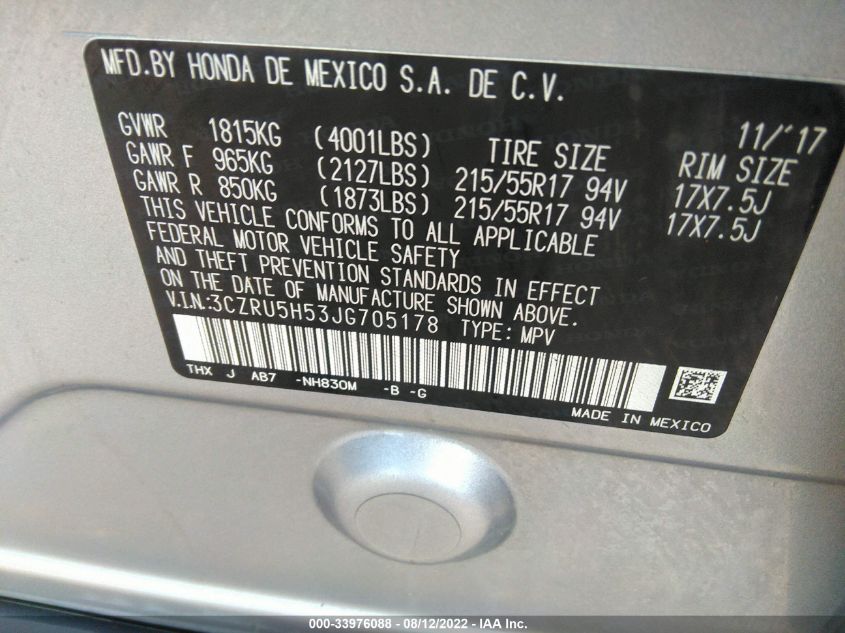 MFD.BY HONDA DE MEXICO S.A. DE C.V.
11/'17
GVWR 1815KG (4001LBS) TIRE SIZE RIM SIZE
GAWR F 965KG (2127LBS) 215/55R17 94V 17X7.5J
GAWR R 850KG (1873LBS) 215/55R17 94V 17X7.5J
THIS VEHICLE CONFORMS TO ALL APPLICABLE
FEDERAL MOTOR VEHICLE SAFETY
AND THEFT PREVENTION STANDARDS IN EFFECT
ON THE DATE OF MANUFACTURE SHOWN ABOVE.
V.I.N.:3CZRU5H53JG705178 TYPE: MPV
THX J AB7 -NH830M -B -G
MADE IN MEXICO
000-33976088 - 08/12/2022 - IAA Inc.